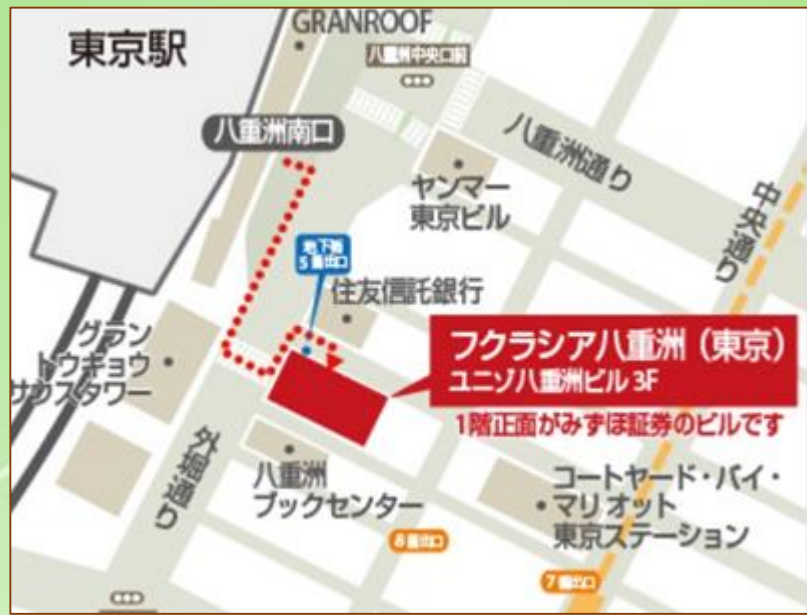 GRANROOF
東京駅
八重洲中央口前
八重洲南口
八重洲通り
ヤンマー
東京ビル
中央通り
地下街
5番出口
住友信託銀行
グラン
トウキョウ
サウスタワー
フクラシア八重洲（東京）
ユニゾ八重洲ビル 3F
1階正面がみずほ証券のビルです
外堀通り
八重洲
ブックセンター
コートヤード・バイ・
マリオット
東京ステーション
8番出口
7番出口